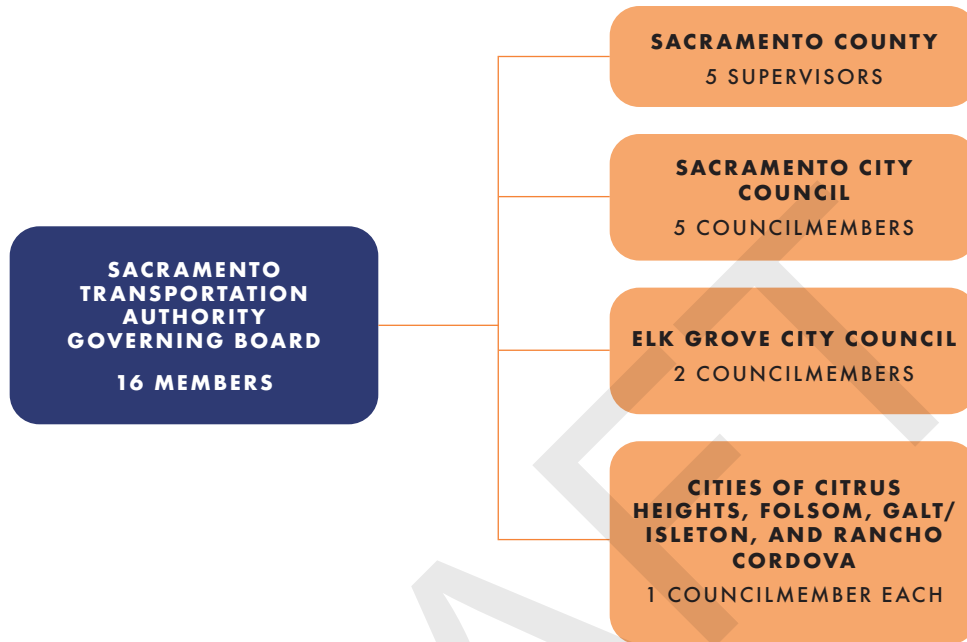 SACRAMENTO
TRANSPORTATION
AUTHORITY
GOVERNING BOARD
16 MEMBERS
SACRAMENTO COUNTY
5 SUPERVISORS
SACRAMENTO CITY
COUNCIL
5 COUNCILMEMBERS
ELK GROVE CITY COUNCIL
2 COUNCILMEMBERS
CITIES OF CITRUS
HEIGHTS, FOLSOM, GALT/
ISLETON, AND RANCHO
CORDOVA
1 COUNCILMEMBER EACH